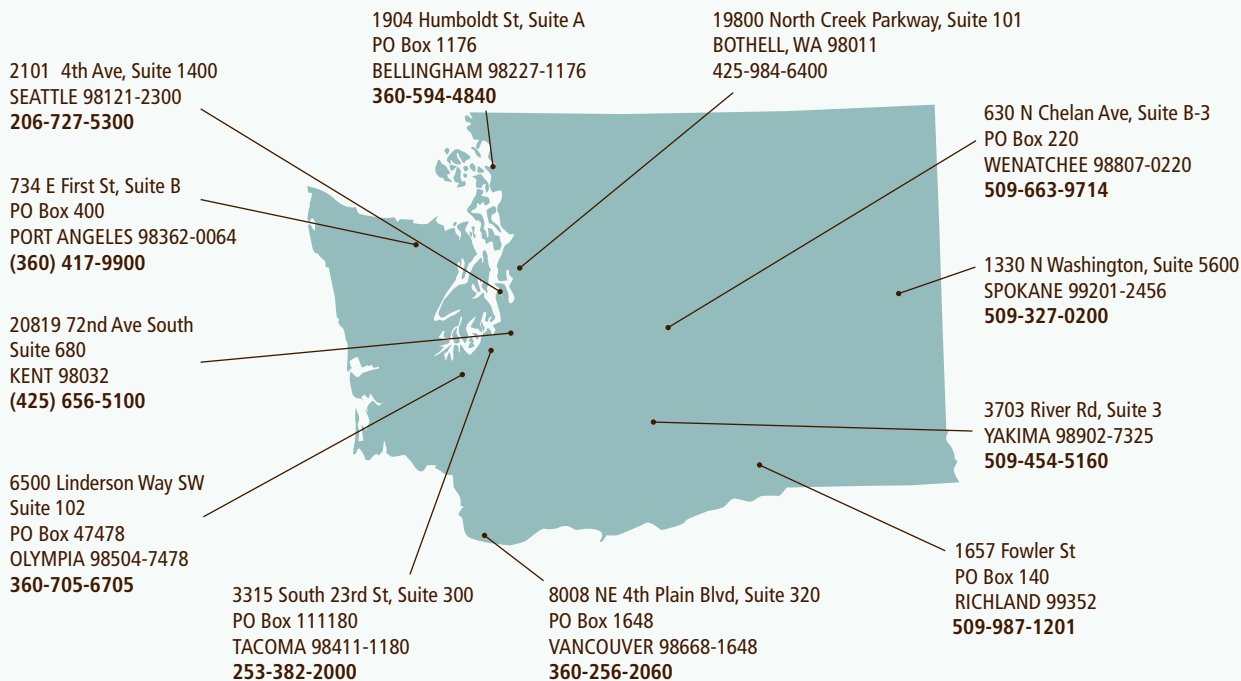 1904 Humboldt St, Suite A
PO Box 1176
BELLINGHAM 98227-1176
360-594-4840
19800 North Creek Parkway, Suite 101
BOTHELL, WA 98011
425-984-6400
2101 4th Ave, Suite 1400
SEATTLE 98121-2300
206-727-5300
630 N Chelan Ave, Suite B-3
PO Box 220
WENATCHEE 98807-0220
509-663-9714
734 E First St, Suite B
PO Box 400
PORT ANGELES 98362-0064
(360) 417-9900
1330 N Washington, Suite 5600
SPOKANE 99201-2456
509-327-0200
20819 72nd Ave South
Suite 680
KENT 98032
(425) 656-5100
3703 River Rd, Suite 3
YAKIMA 98902-7325
509-454-5160
6500 Linderson Way SW
Suite 102
PO Box 47478
OLYMPIA 98504-7478
360-705-6705
1657 Fowler St
PO Box 140
RICHLAND 99352
509-987-1201
3315 South 23rd St, Suite 300
PO Box 111180
TACOMA 98411-1180
253-382-2000
8008 NE 4th Plain Blvd, Suite 320
PO Box 1648
VANCOUVER 98668-1648
360-256-2060